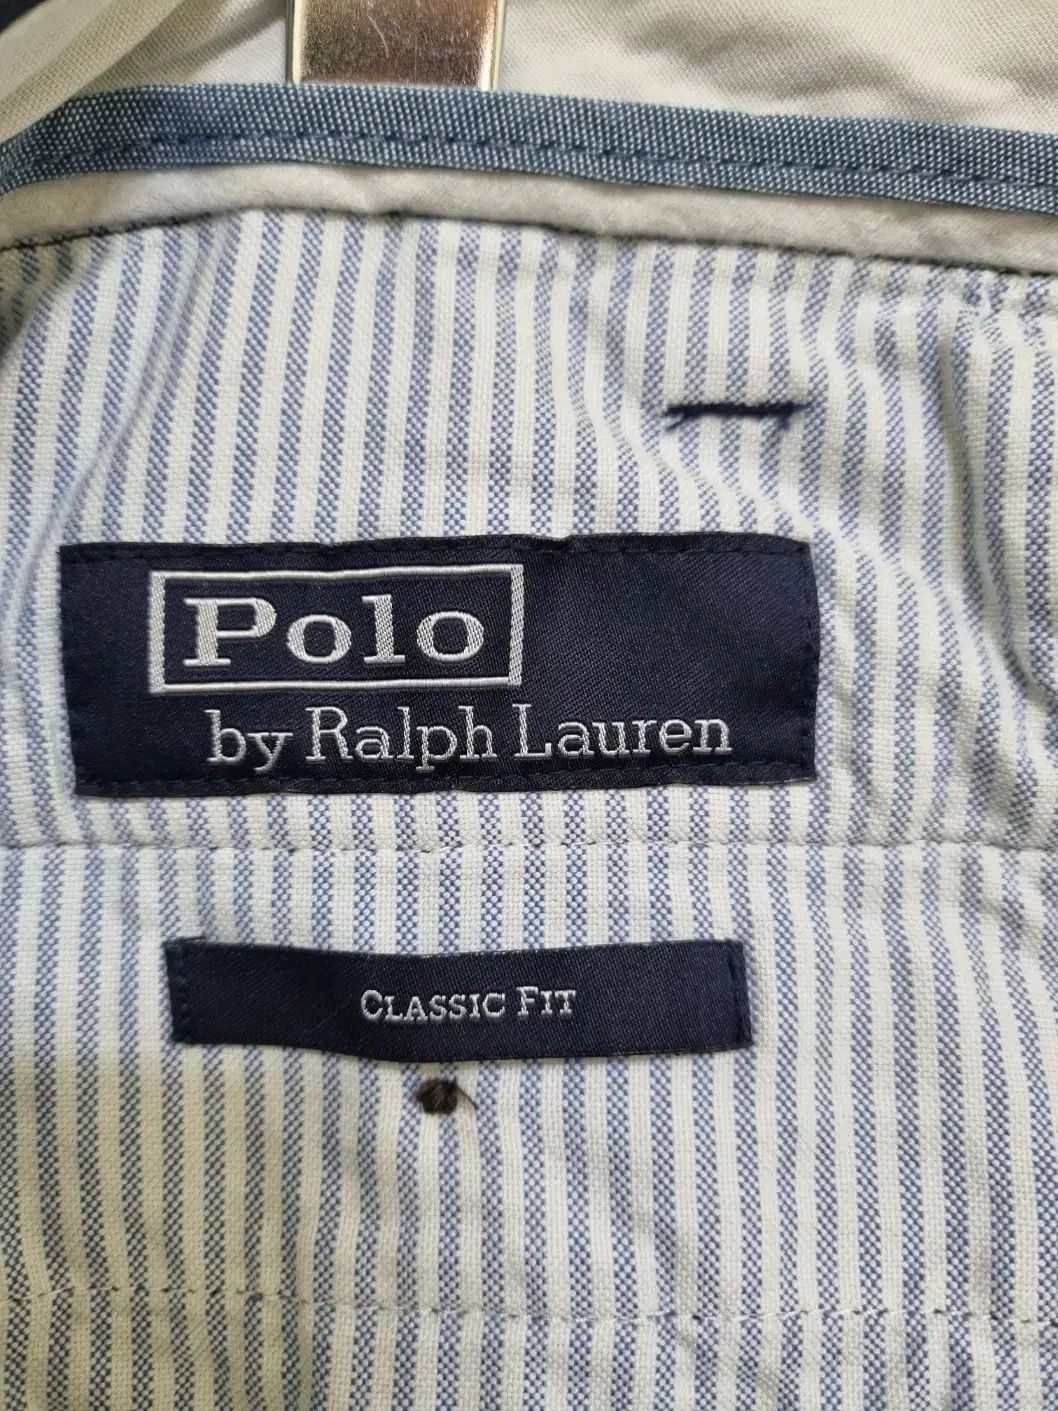 Polo
by Ralph Lauren
Classic Fit